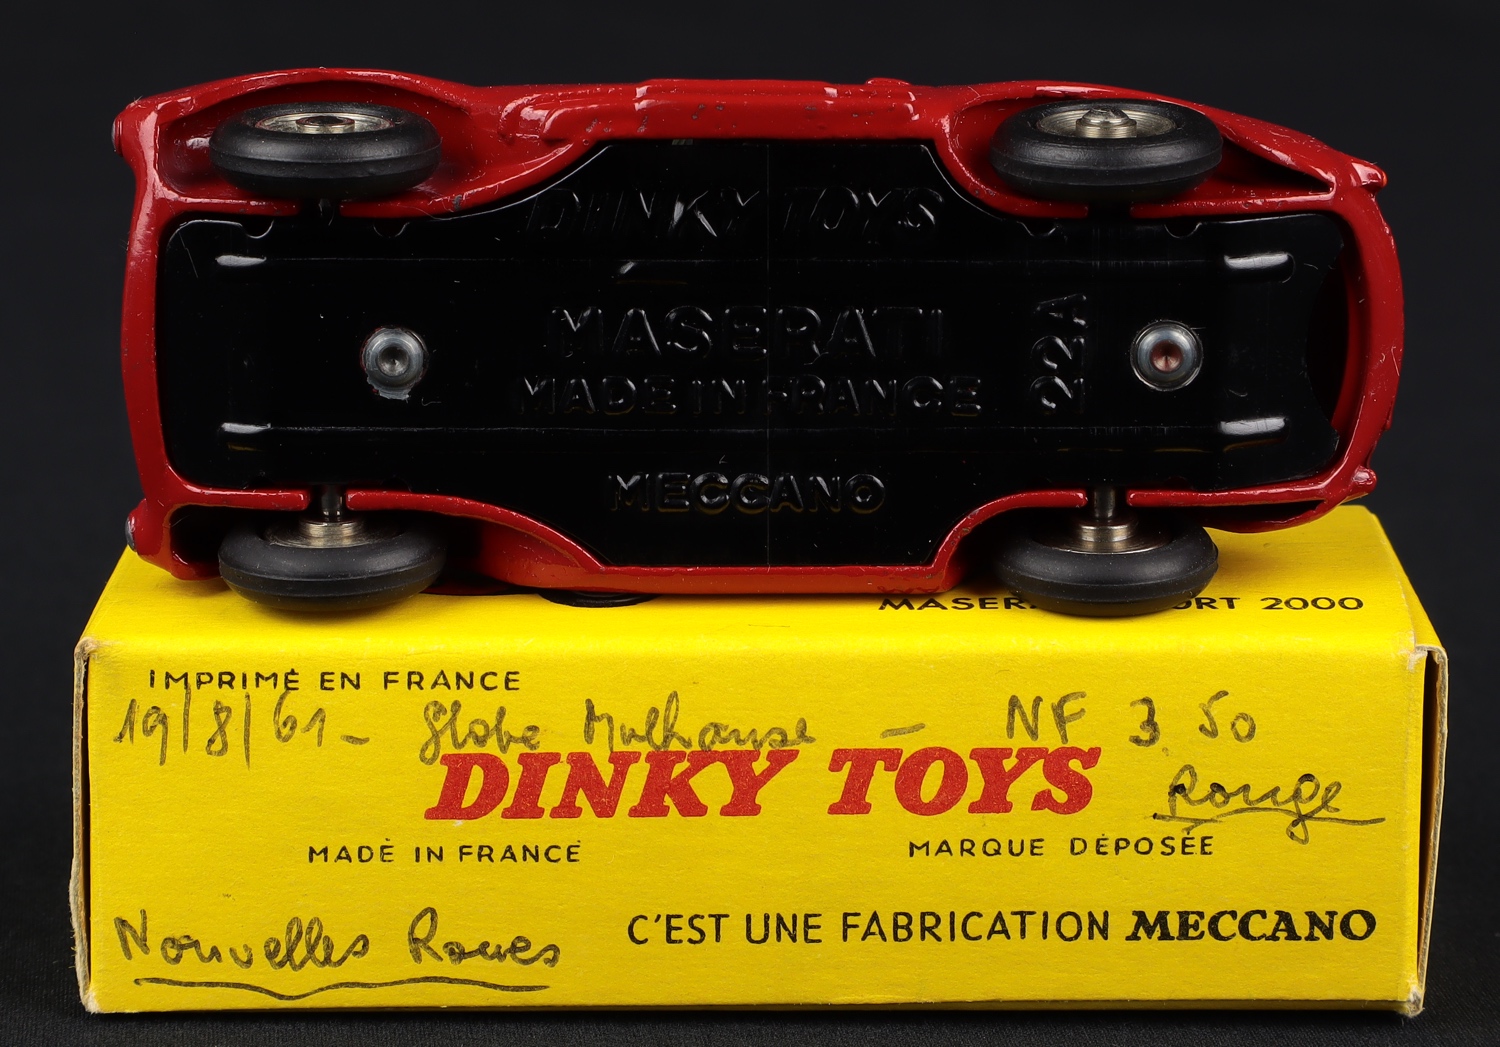 DINKY TOYS
MASERATI
MADE IN FRANCE
22A
MECCANO
2000
IMPRIMÉ EN FRANCE
19/8/61 - Globe Mulhouse - NF 3.50
DINKY TOYS
Rouge
MADE IN FRANCE
MARQUE DÉPOSÉE
Nouvelles Roues
C'EST UNE FABRICATION MECCANO